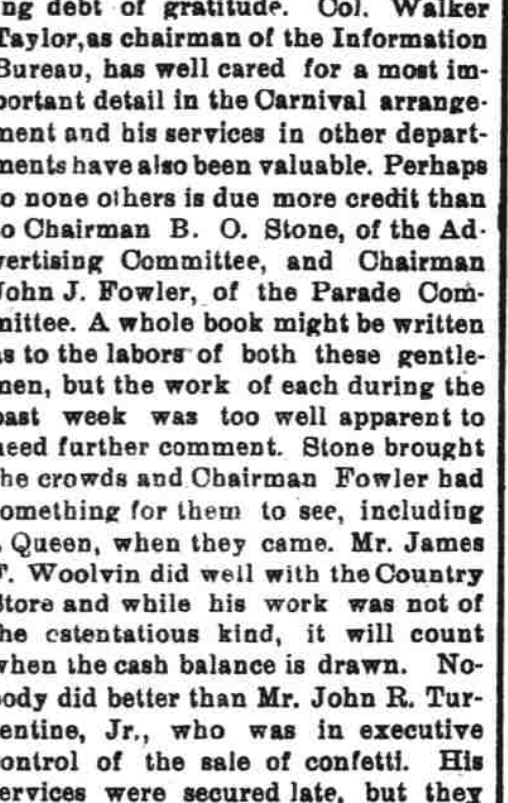 ing debt of gratitude. Col. Walker
Taylor,as chairman of the Information
Bureau, has well cared for a most im-
portant detail in the Carnival arrange-
ment and his services in other depart-
ments have also been valuable. Perhaps
to none others is due more credit than
to Chairman B. O. Stone, of the Ad-
vertising Committee, and Chairman
John J. Fowler, of the Parade Com-
mittee. A whole book might be written
as to the labors of both these gentle-
men, but the work of each during the
past week was too well apparent to
need further comment. Stone brought
the crowds and Chairman Fowler had
something for them to see, including
a Queen, when they came. Mr. James
T. Woolvin did well with the Country
Store and while his work was not of
the ostentatious kind, it will count
when the cash balance is drawn. No-
body did better than Mr. John R. Tur-
rentine, Jr., who was in executive
control of the sale of confetti. His
services were secured late, but they